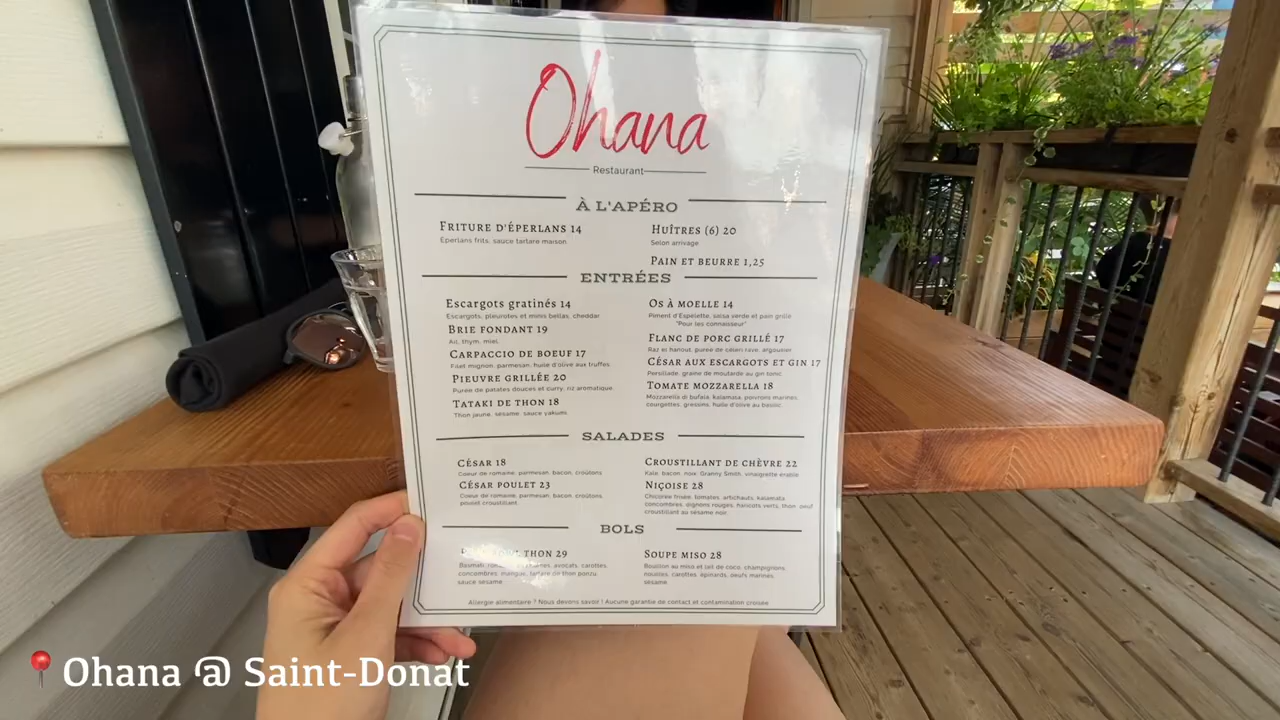 Ohana
Restaurant
À L'APÉRO
FRITURE D'ÉPERLANS 14
Éperlans frits, sauce tartare maison.
HUÎTRES (6) 20
Selon arrivage
PAIN ET BEURRE 1,25
ENTRÉES
ESCARGOTS GRATINÉS 14
Escargots, pleurotes et minis bellas, cheddar
BRIE FONDANT 19
Ail, thym, miel.
CARPACCIO DE BOEUF 17
Filet mignon, parmesan, huile d'olive aux truffes.
PIEUVRE GRILLÉE 20
Purée de patates douces et curry, riz aromatique.
TATAKI DE THON 18
Thon jaune, sésame, sauce yakumi.
OS À MOELLE 14
Piment d'Espelette, salsa verde et pain grillé
"Pour les connaisseur"
FLANC DE PORC GRILLÉ 17
Raz el hanout, purée de céleri rave, argousier
CÉSAR AUX ESCARGOTS ET GIN 17
Persillade, graine de moutarde au gin tonic.
TOMATE MOZZARELLA 18
Mozzarella di bufala, kalamata, poivrons marinés,
courgettes, gressins, huile d'olive au basilic.
SALADES
CÉSAR 18
Coeur de romaine, parmesan, bacon, croûtons
CÉSAR POULET 23
Coeur de romaine, parmesan, bacon, croûtons,
poulet croustillant.
CROUSTILLANT DE CHÈVRE 22
Kale, bacon, noix, Granny Smith, vinaigrette érable
NIÇOISE 28
Chicorée frisée, tomates, artichauts, kalamata,
concombres, oignons rouges, haricots verts, thon, oeuf
croustillant au sésame noir.
BOLS
THON 29
Basmati, avocats, carottes,
concombres, mangue, tartare de thon ponzu,
sauce sésame
SOUPE MISO 28
Bouillon au miso et lait de coco, champignons
nouilles, carottes, épinards, oeufs marinés,
sésame
Allergie alimentaire ? Nous devons savoir ! Aucune garantie de contact et contamination croisée
Ohana @ Saint-Donat